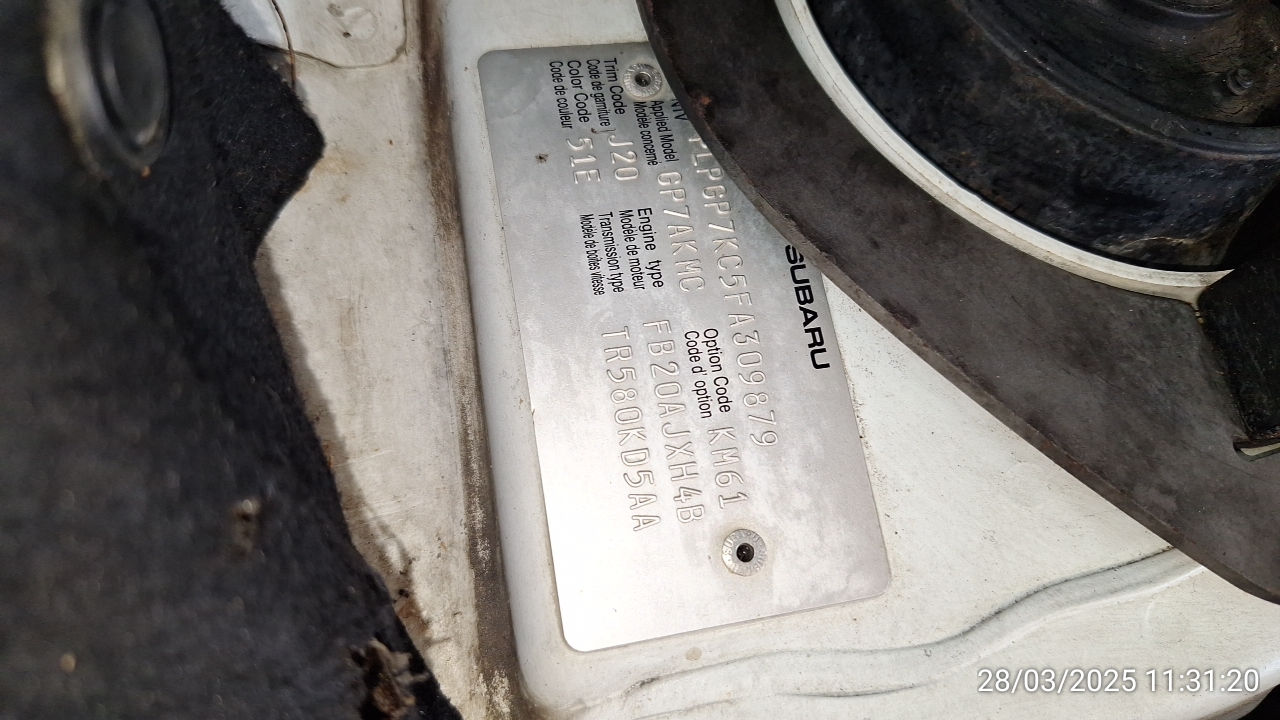 SUBARU
NIV LPGP7KC5FA309879
Applied Model
Modèle concerné GP7AKMC
Option Code
Code d' option KM61
Engine type
Modèle de moteur FB20AJXH4B
Trim Code
Code de garniture J20
Transmission type
Modèle de boîtes vitesse TR580KD5AA
Color Code
Code de couleur 51E
28/03/2025 11:31:20